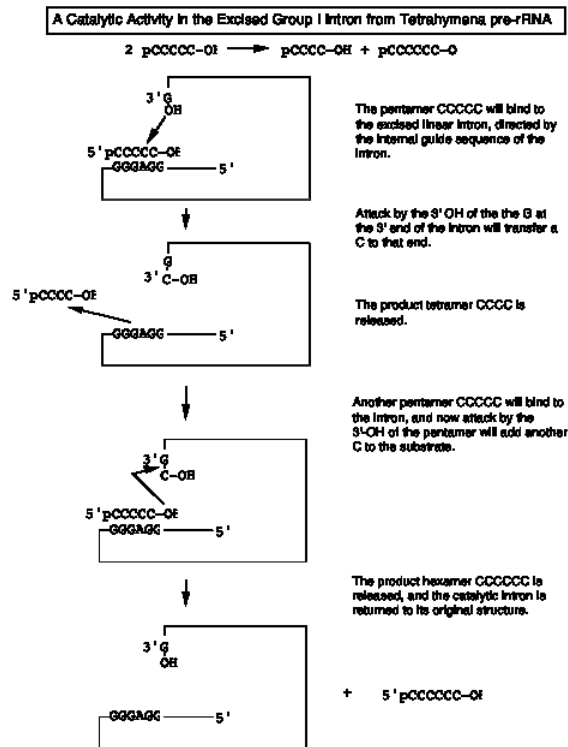 A Catalytic Activity in the Excised Group I Intron from Tetrahymena pre-rRNA
2 pCCCCC-OH pCCCC-OH + pCCCCCC-O
3'G
OH
5'pCCCCC-OH
GGGAGG 5'
The pentamer CCCCC will bind to
the excised linear intron, directed by
the internal guide sequence of the
intron.
Attack by the 3' OH of the the G at
the 3' end of the intron will transfer a
C to that end.
G
3'C-OH
5'pCCCC-OH
GGGAGG 5'
The product tetramer CCCC is
released.
Another pentamer CCCCC will bind to
the intron, and now attack by the
3'-OH of the pentamer will add another
C to the substrate.
3'G
C-OH
5'pCCCCC-OH
GGGAGG 5'
The product hexamer CCCCCC is
released, and the catalytic intron is
returned to its original structure.
3'G
OH
GGGAGG 5'
+ 5'pCCCCCC-OH